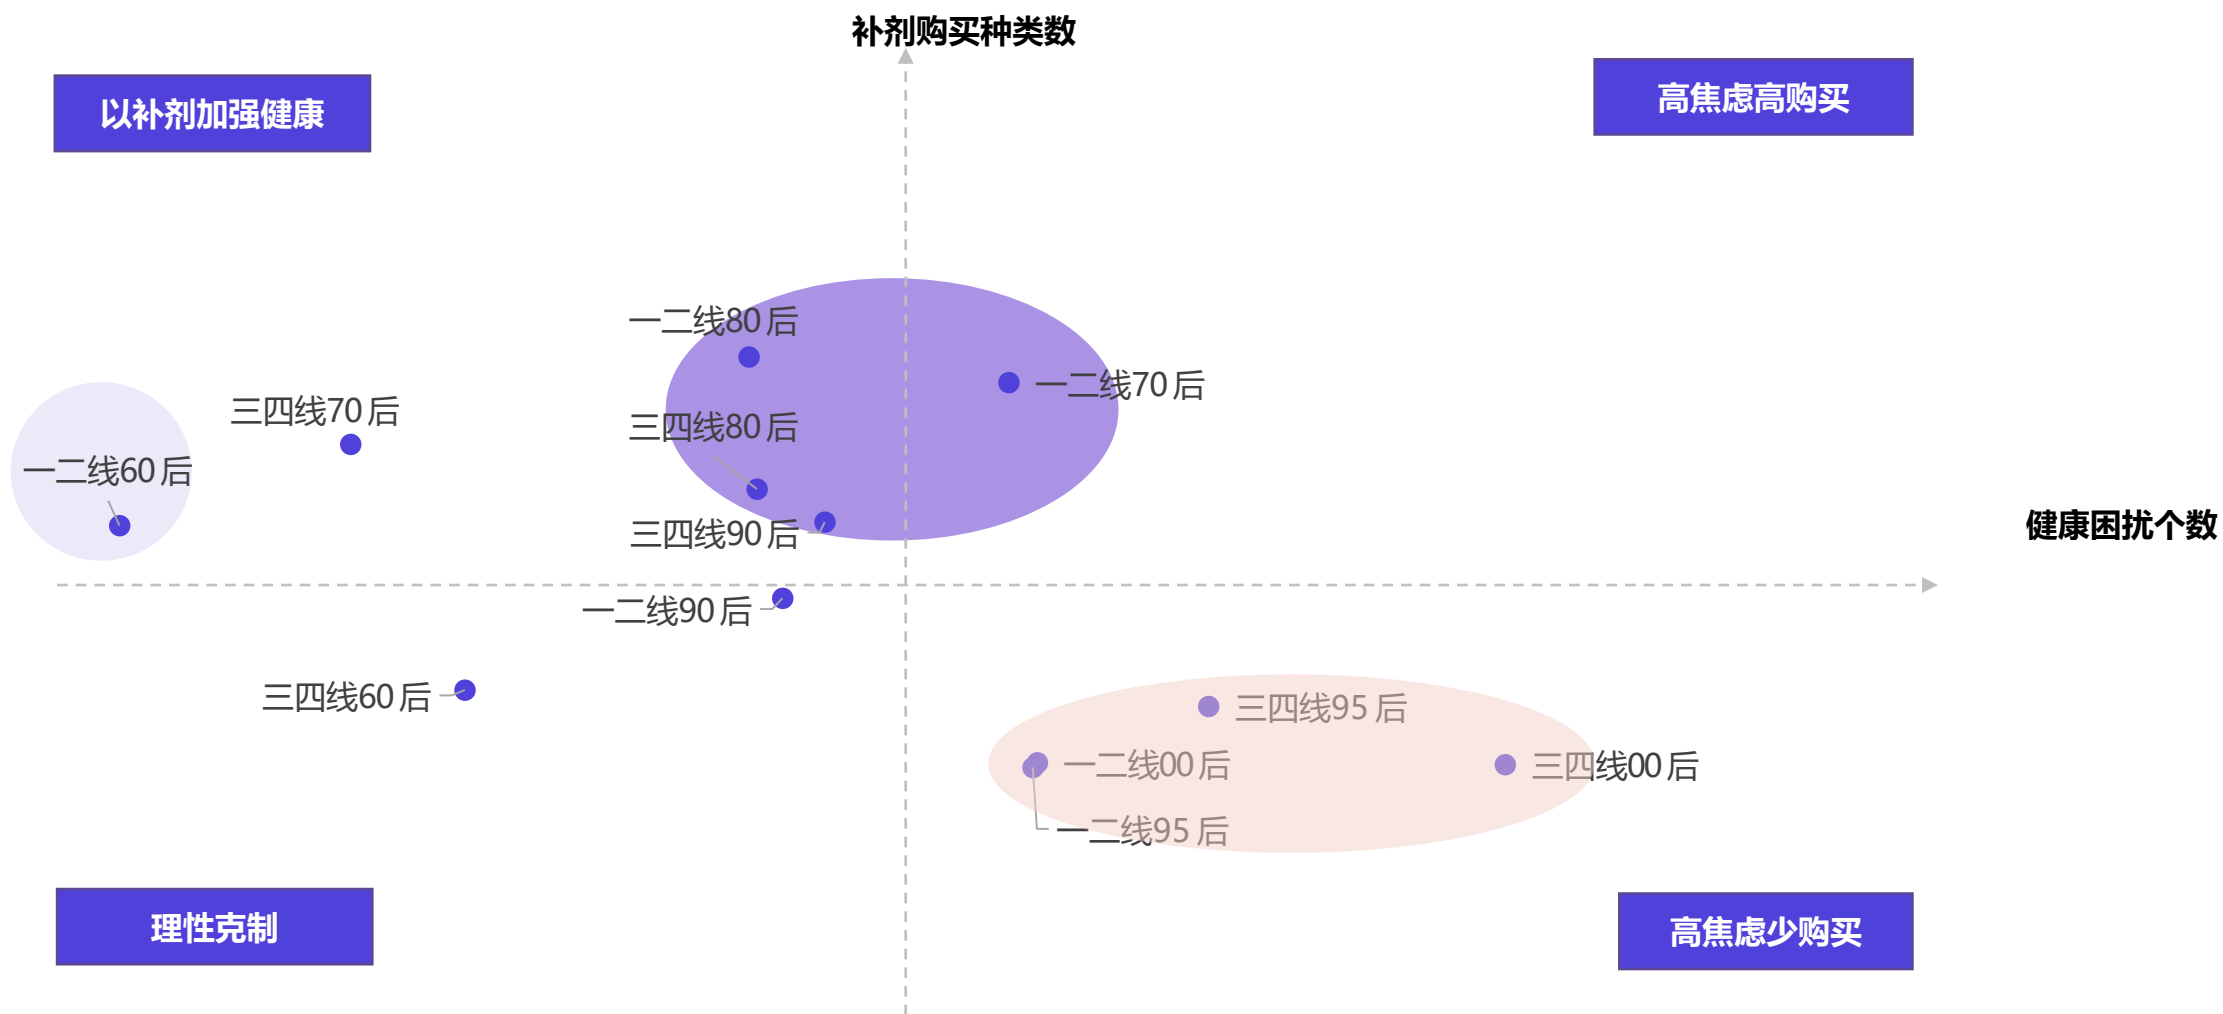 补剂购买种类数
以补剂加强健康
高焦虑高购买
一二线80后
一二线70后
三四线70后
三四线80后
一二线60后
三四线90后
健康困扰个数
一二线90后
三四线60后
三四线95后
一二线00后
三四线00后
一二线95后
理性克制
高焦虑少购买